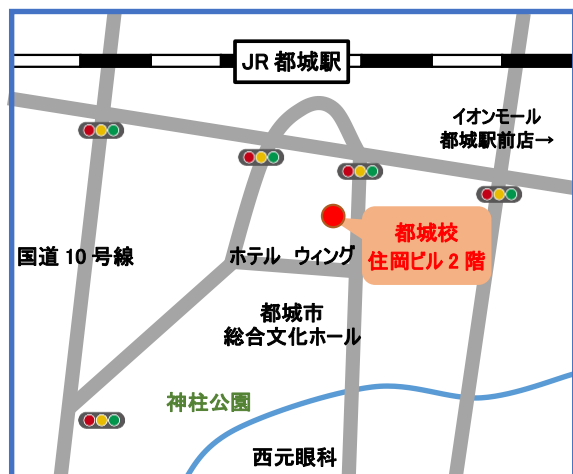 JR 都城駅
イオンモール
都城駅前店→
都城校
住岡ビル 2 階
国道 10 号線
ホテル ウィング
都城市
総合文化ホール
神柱公園
西元眼科